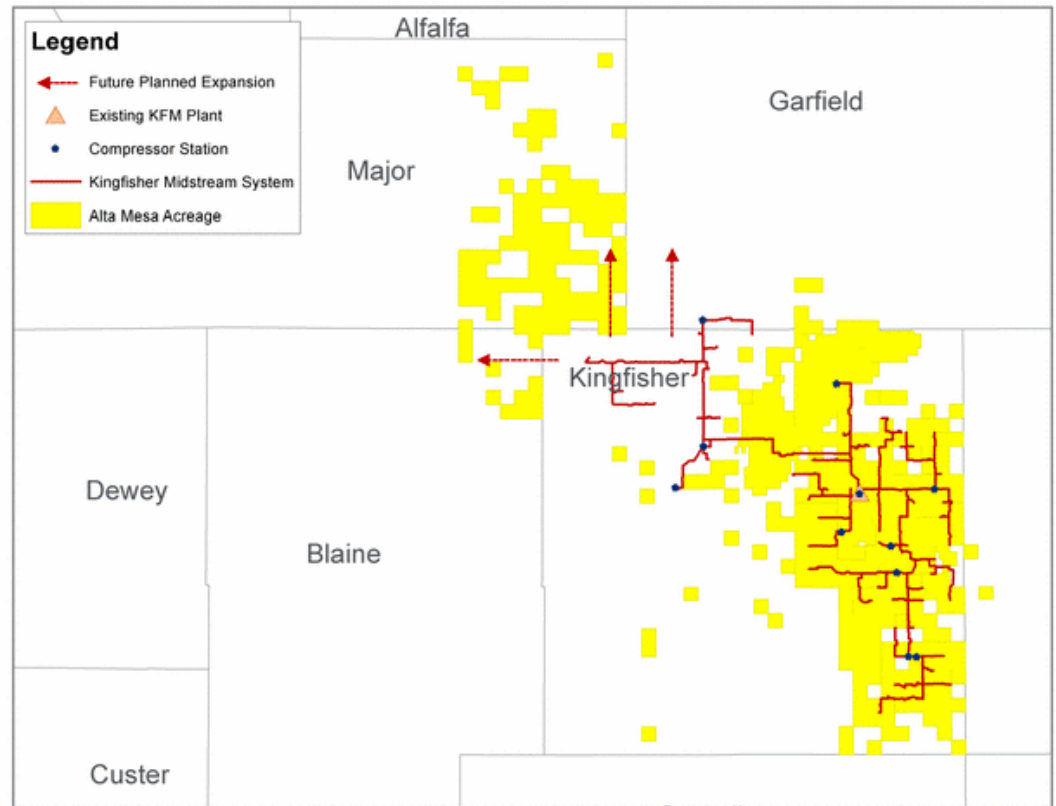 Alfalfa
Legend
Future Planned Expansion
Existing KFM Plant
Compressor Station
Kingfisher Midstream System
Alta Mesa Acreage
Garfield
Major
Kingfisher
Dewey
Blaine
Custer